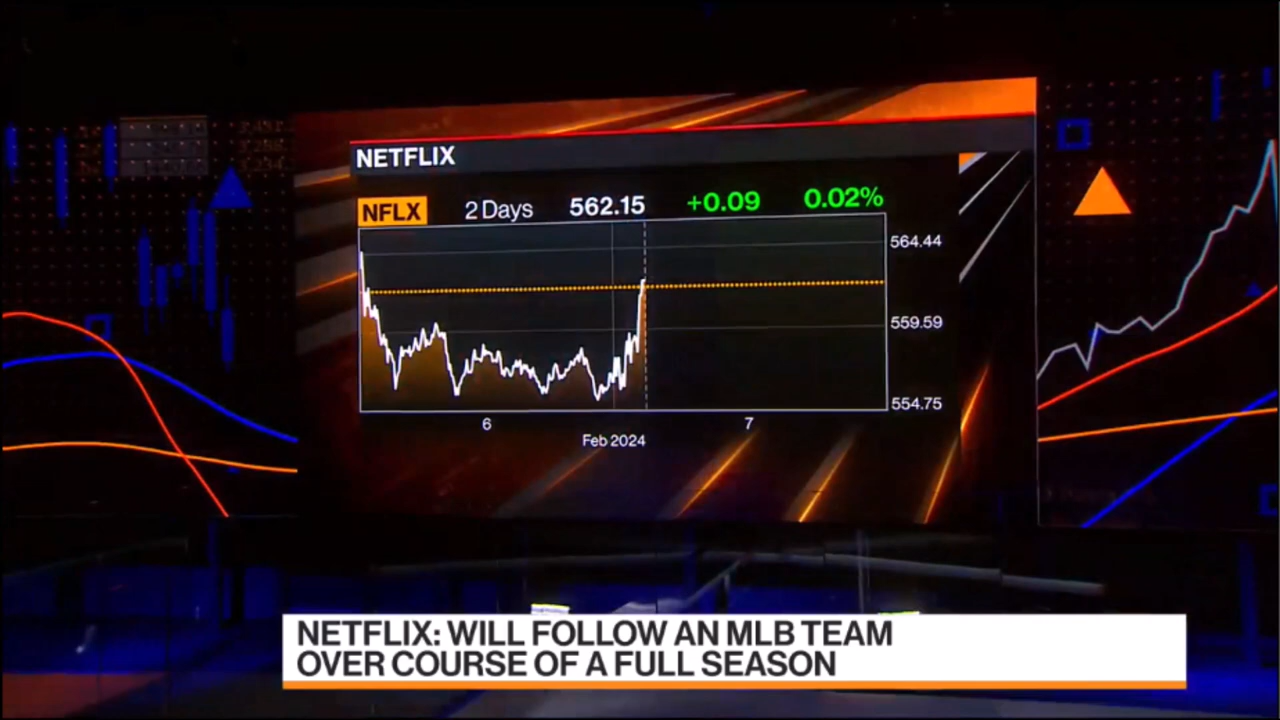 NETFLIX
NFLX 2 Days 562.15 +0.09 0.02%
564.44
559.59
554.75
6 7
Feb 2024
NETFLIX: WILL FOLLOW AN MLB TEAM
OVER COURSE OF A FULL SEASON